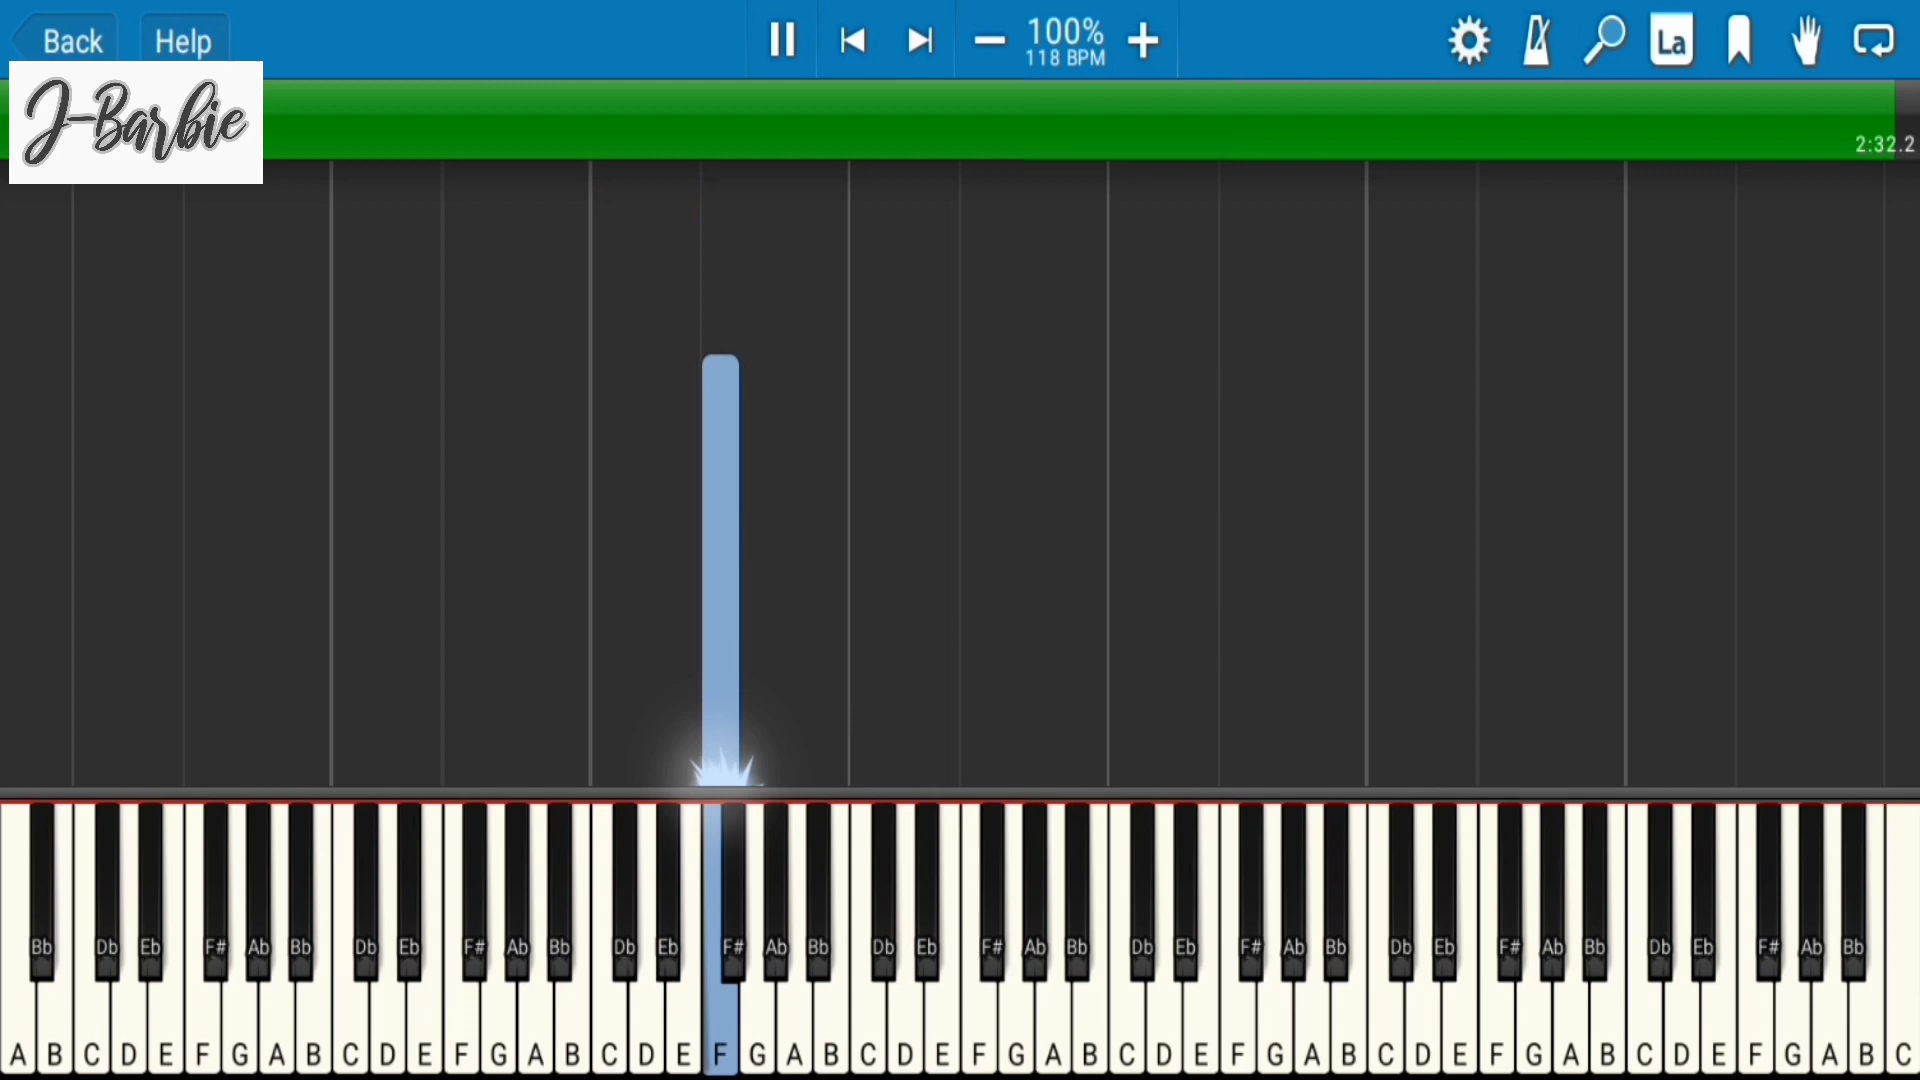 Back Help 100% La
118 BPM
J-Barbie
2:32.2
Bb Db Eb F# Ab Bb Db Eb F# Ab Bb Db Eb F# Ab Bb Db Eb F# Ab Bb Db Eb F# Ab Bb Db Eb F# Ab Bb Db Eb F# Ab Bb
A B C D E F G A B C D E F G A B C D E F G A B C D E F G A B C D E F G A B C D E F G A B C D E F G A B C